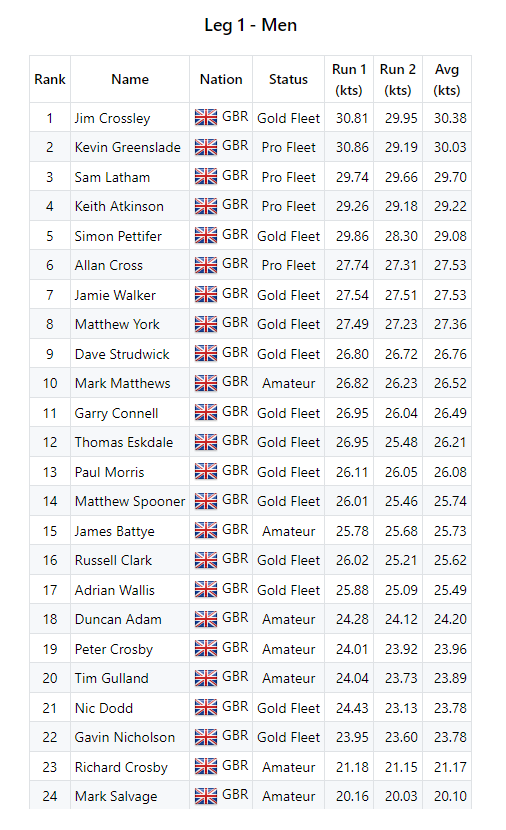 Leg 1 - Men
Rank Name Nation Status Run 1 (kts) Run 2 (kts) Avg (kts)
1 Jim Crossley GBR Gold Fleet 30.81 29.95 30.38
2 Kevin Greenslade GBR Pro Fleet 30.86 29.19 30.03
3 Sam Latham GBR Pro Fleet 29.74 29.66 29.70
4 Keith Atkinson GBR Pro Fleet 29.26 29.18 29.22
5 Simon Pettifer GBR Gold Fleet 29.86 28.30 29.08
6 Allan Cross GBR Pro Fleet 27.74 27.31 27.53
7 Jamie Walker GBR Gold Fleet 27.54 27.51 27.53
8 Matthew York GBR Gold Fleet 27.49 27.23 27.36
9 Dave Strudwick GBR Gold Fleet 26.80 26.72 26.76
10 Mark Matthews GBR Amateur 26.82 26.23 26.52
11 Garry Connell GBR Gold Fleet 26.95 26.04 26.49
12 Thomas Eskdale GBR Gold Fleet 26.95 25.48 26.21
13 Paul Morris GBR Gold Fleet 26.11 26.05 26.08
14 Matthew Spooner GBR Gold Fleet 26.01 25.46 25.74
15 James Battye GBR Amateur 25.78 25.68 25.73
16 Russell Clark GBR Gold Fleet 26.02 25.21 25.62
17 Adrian Wallis GBR Gold Fleet 25.88 25.09 25.49
18 Duncan Adam GBR Amateur 24.28 24.12 24.20
19 Peter Crosby GBR Amateur 24.01 23.92 23.96
20 Tim Gulland GBR Amateur 24.04 23.73 23.89
21 Nic Dodd GBR Gold Fleet 24.43 23.13 23.78
22 Gavin Nicholson GBR Gold Fleet 23.95 23.60 23.78
23 Richard Crosby GBR Amateur 21.18 21.15 21.17
24 Mark Salvage GBR Amateur 20.16 20.03 20.10